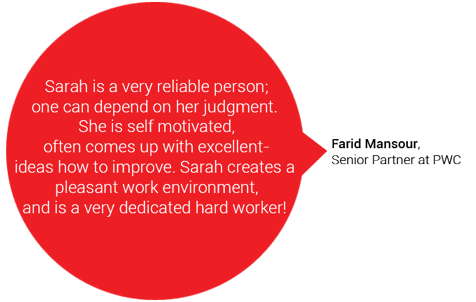 Sarah is a very reliable person;
one can depend on her judgment.
She is self motivated,
often comes up with excellent-
ideas how to improve. Sarah creates a
pleasant work environment,
and is a very dedicated hard worker!
Farid Mansour,
Senior Partner at PWC